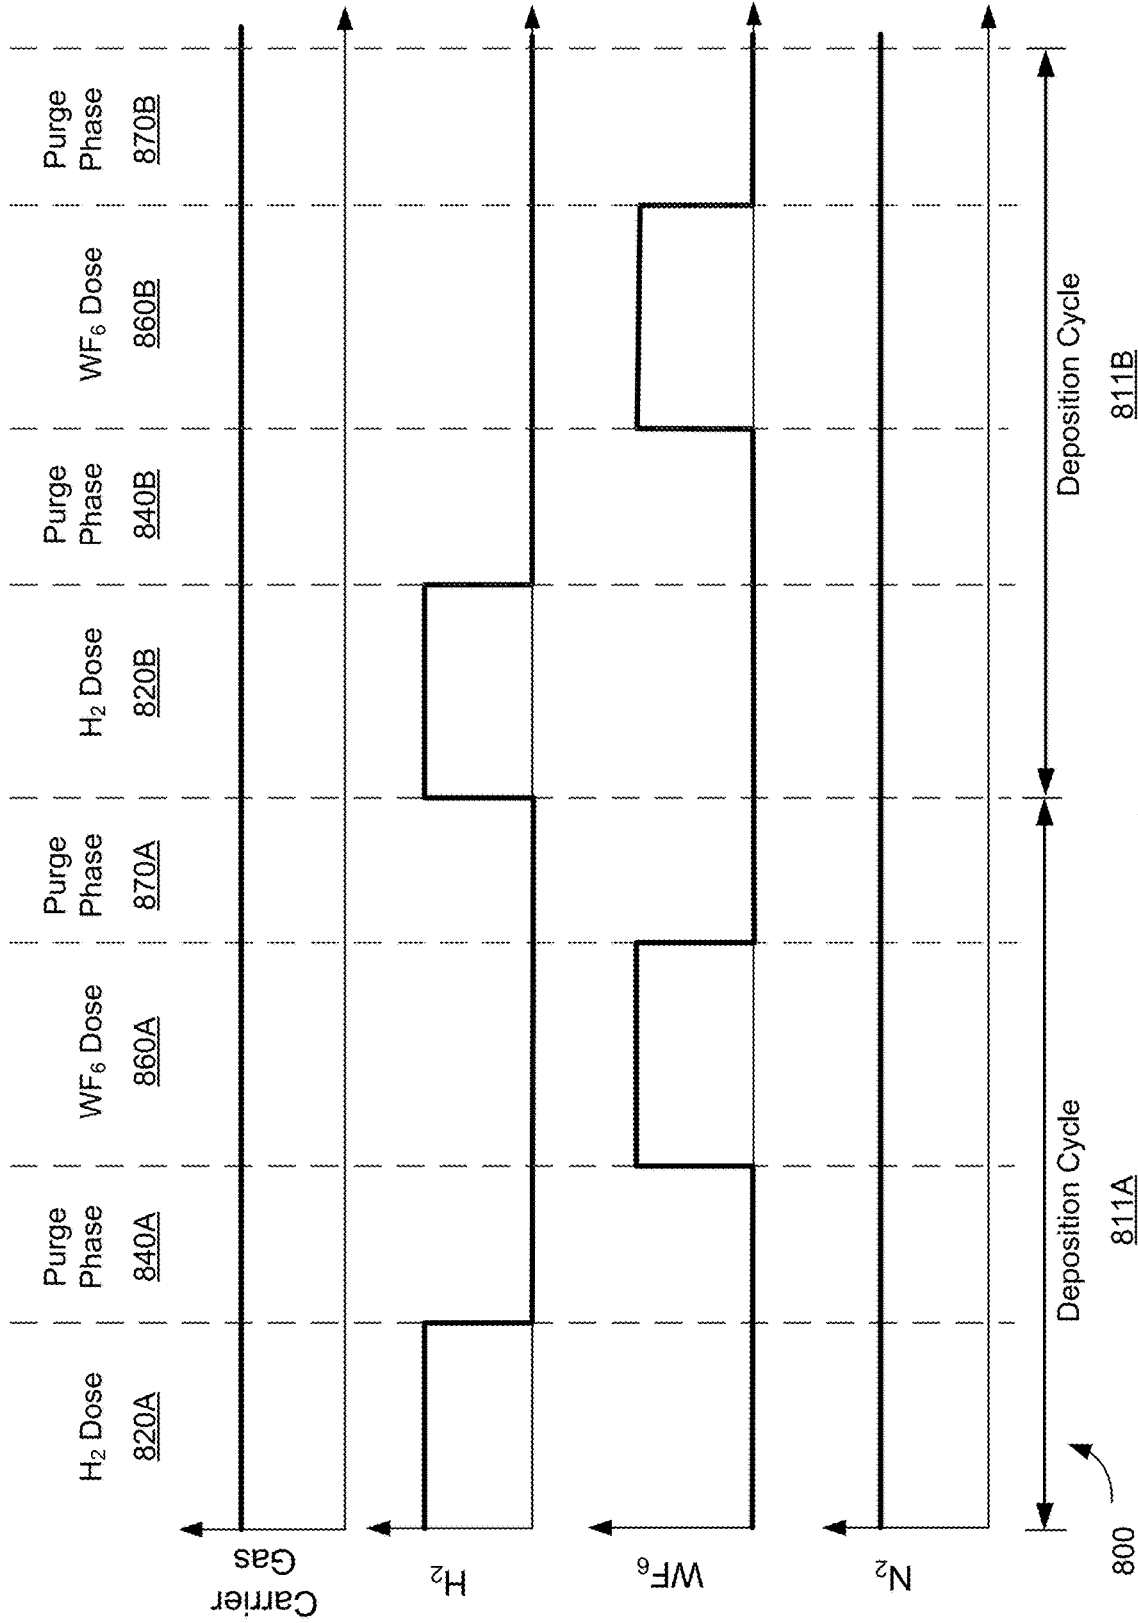 H2 Dose
820A
Purge
Phase
840A
WF6 Dose
860A
Purge
Phase
870A
H2 Dose
820B
Purge
Phase
840B
WF6 Dose
860B
Purge
Phase
870B
Carrier
Gas
H2
WF6
N2
Deposition Cycle
811A
Deposition Cycle
811B
800